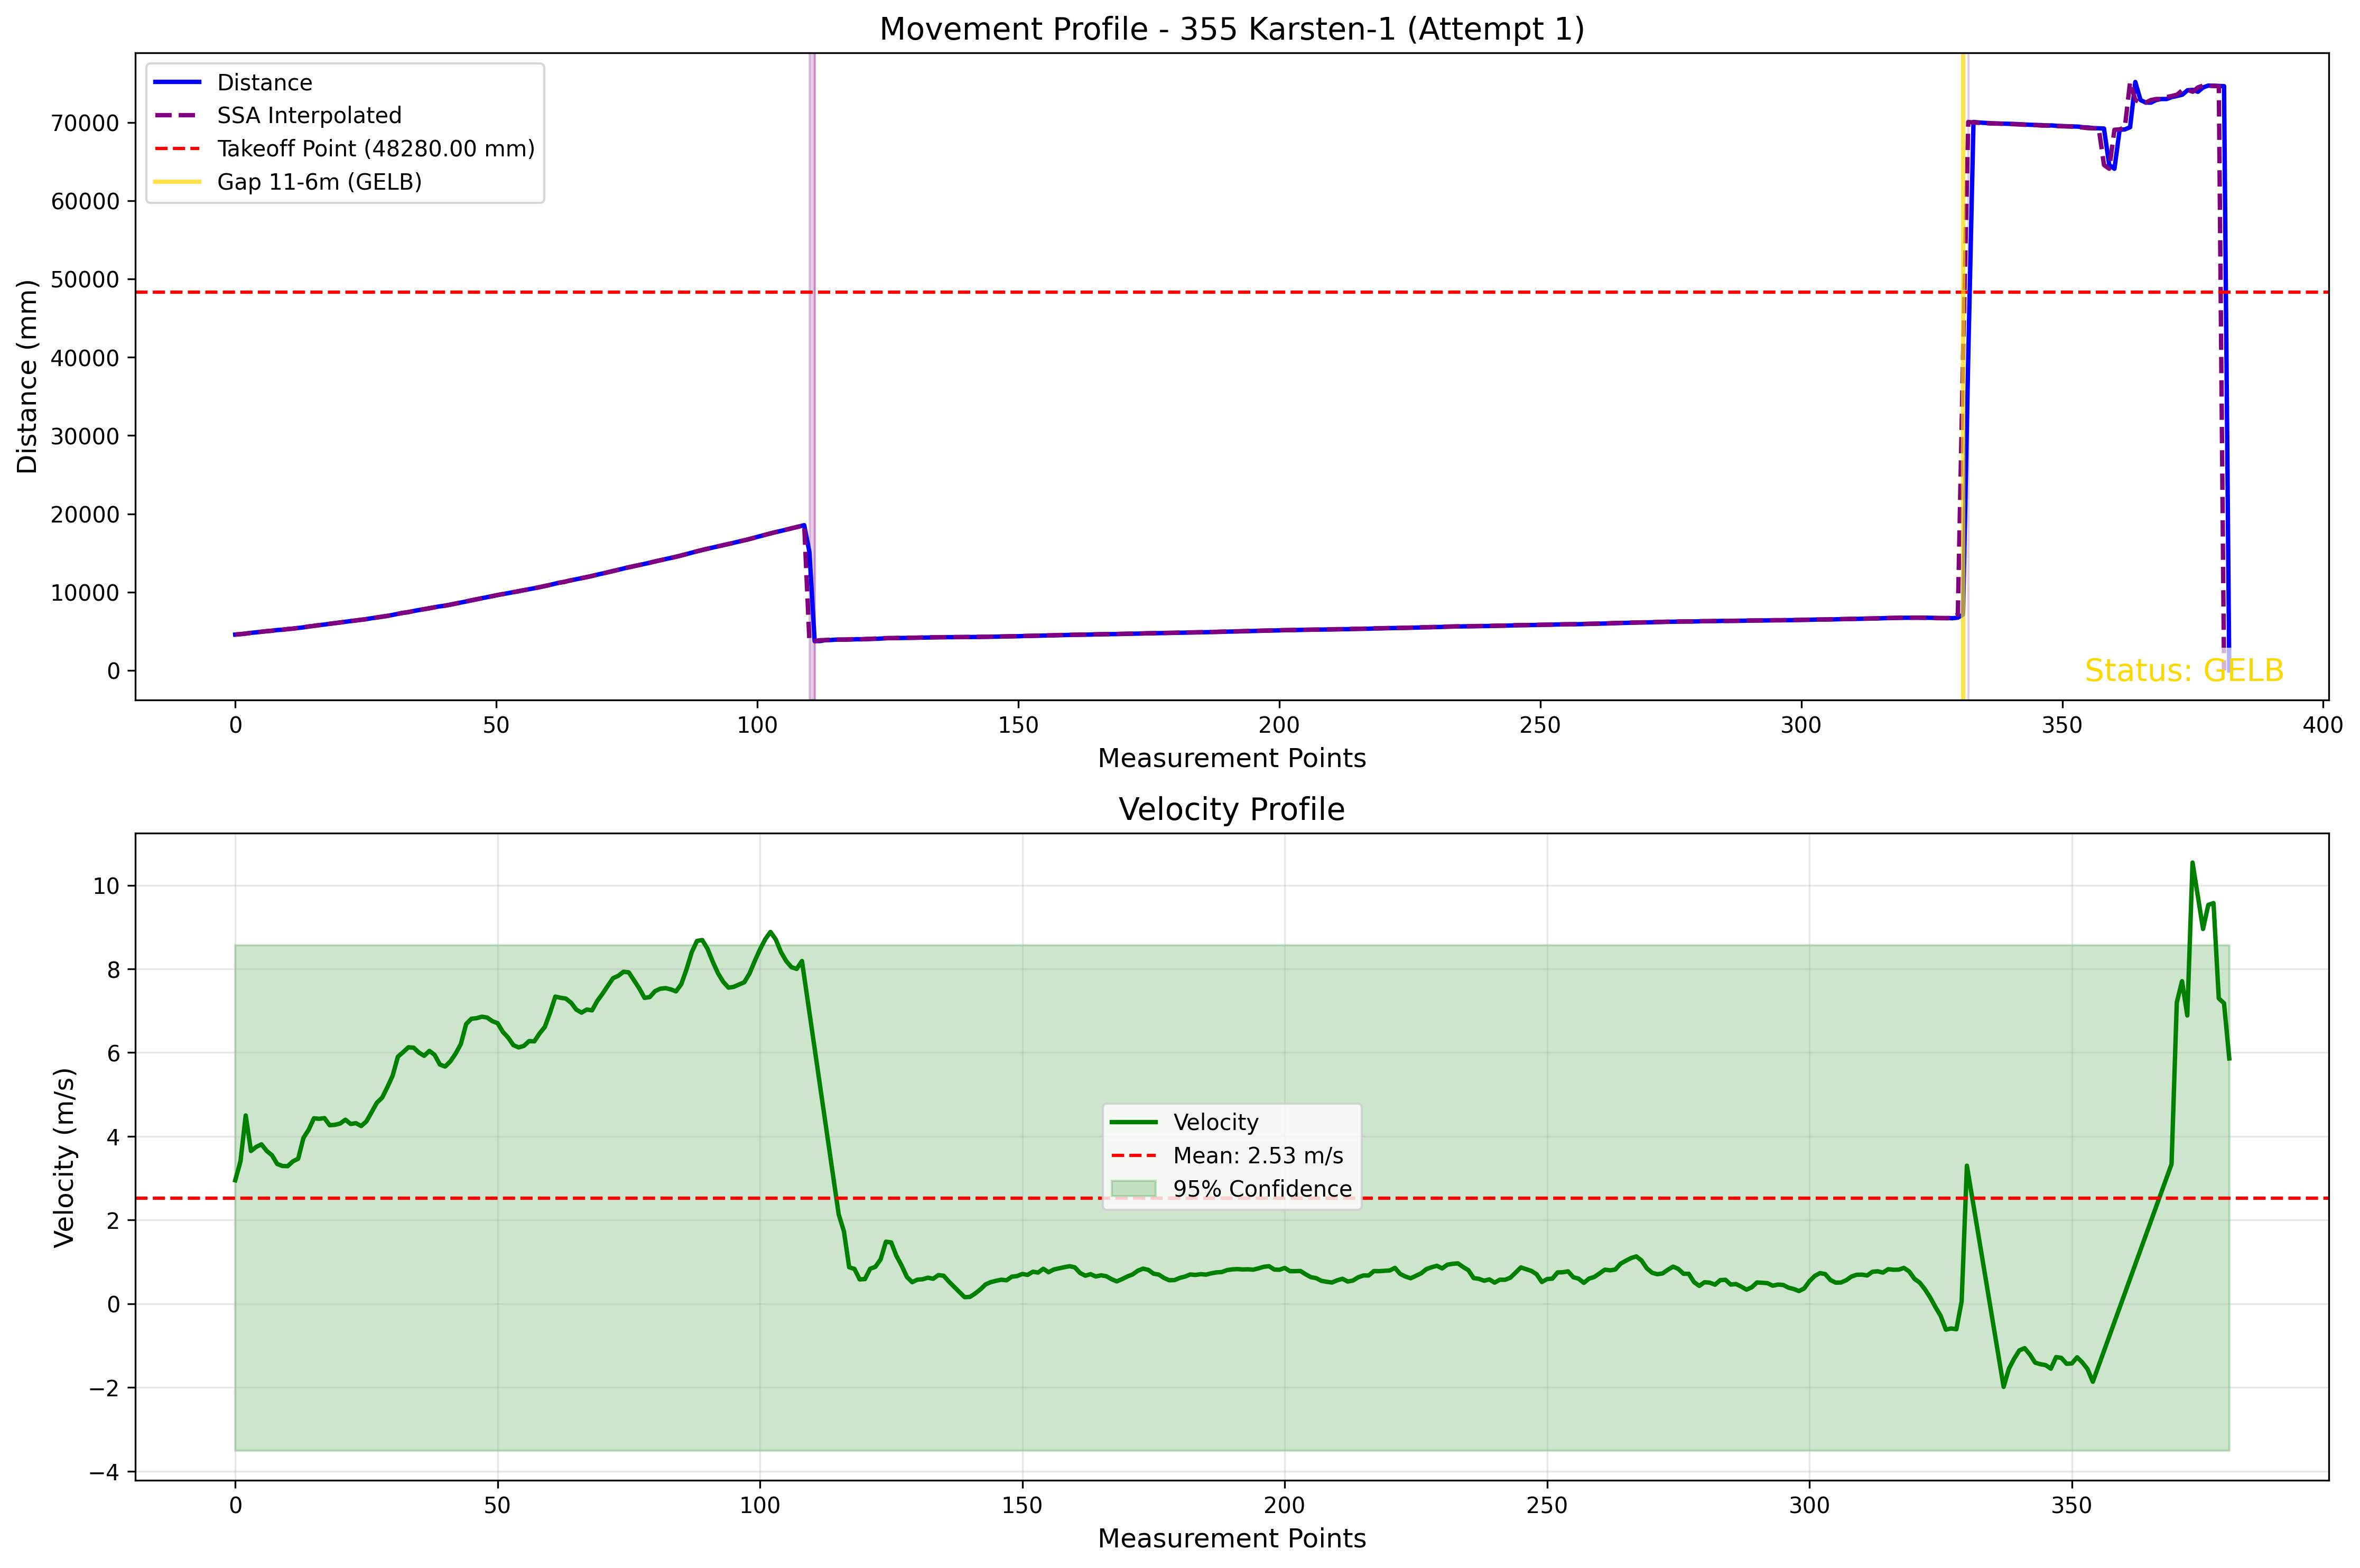 Movement Profile - 355 Karsten-1 (Attempt 1)
Distance
SSA Interpolated
Takeoff Point (48280.00 mm)
Gap 11-6m (GELB)
Distance (mm)
70000
60000
50000
40000
30000
20000
10000
0
Status: GELB
0 50 100 150 200 250 300 350 400
Measurement Points
Velocity Profile
Velocity (m/s)
10
8
6
4
2
0
−2
−4
Velocity
Mean: 2.53 m/s
95% Confidence
0 50 100 150 200 250 300 350
Measurement Points